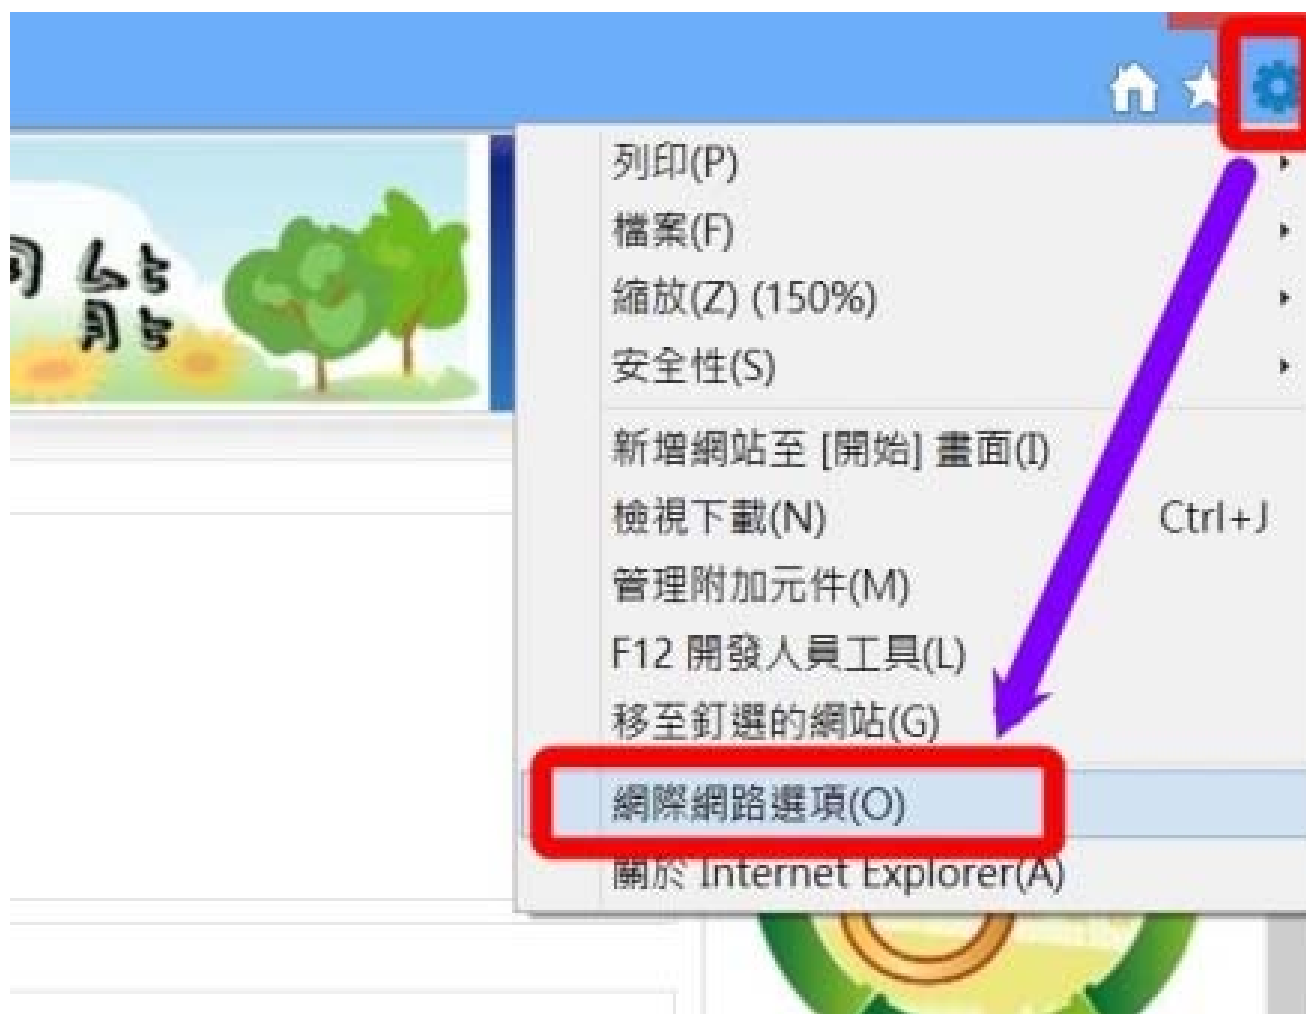 列印(P)
檔案(F)
縮放(Z) (150%)
安全性(S)
新增網站至 [開始] 畫面(I)
檢視下載(N) Ctrl+J
管理附加元件(M)
F12 開發人員工具(L)
移至釘選的網站(G)
網際網路選項(O)
關於 Internet Explorer(A)